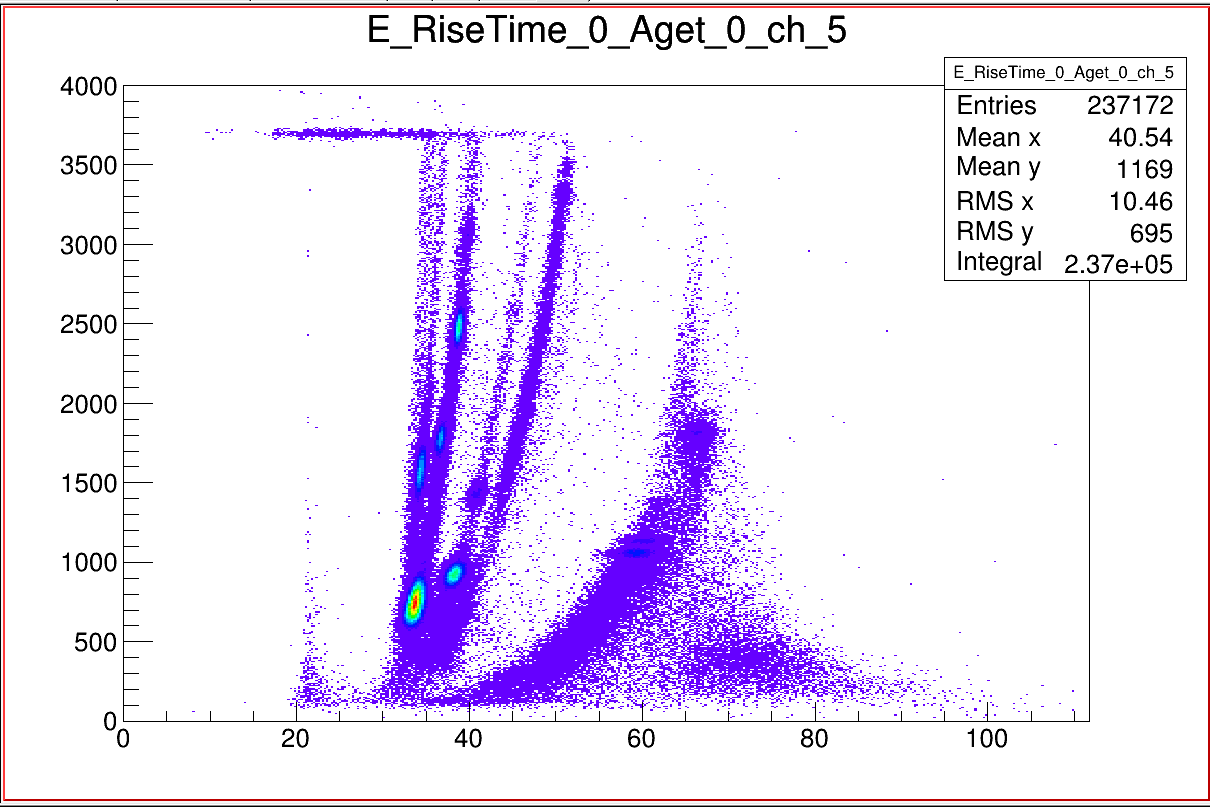 E_RiseTime_0_Aget_0_ch_5
E_RiseTime_0_Aget_0_ch_5
Entries 237172
Mean x 40.54
Mean y 1169
RMS x 10.46
RMS y 695
Integral 2.37e+05
4000
3500
3000
2500
2000
1500
1000
500
0
0 20 40 60 80 100